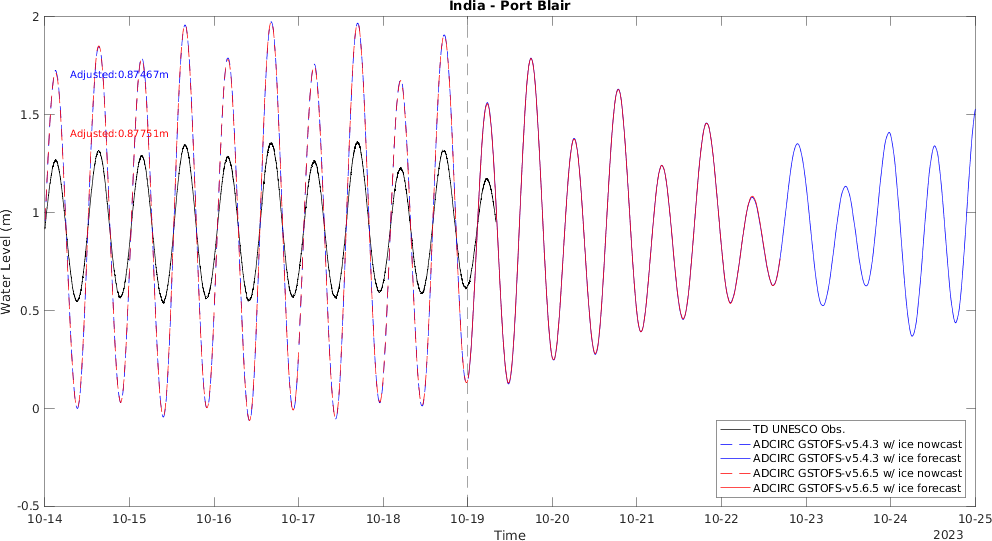 India - Port Blair
2
1.5
1
0.5
0
-0.5
Water Level (m)
Adjusted:0.87467m
Adjusted:0.87751m
TD UNESCO Obs.
ADCIRC GSTOFS-v5.4.3 w/ ice nowcast
ADCIRC GSTOFS-v5.4.3 w/ ice forecast
ADCIRC GSTOFS-v5.6.5 w/ ice nowcast
ADCIRC GSTOFS-v5.6.5 w/ ice forecast
10-14 10-15 10-16 10-17 10-18 10-19 10-20 10-21 10-22 10-23 10-24 10-25
Time
2023